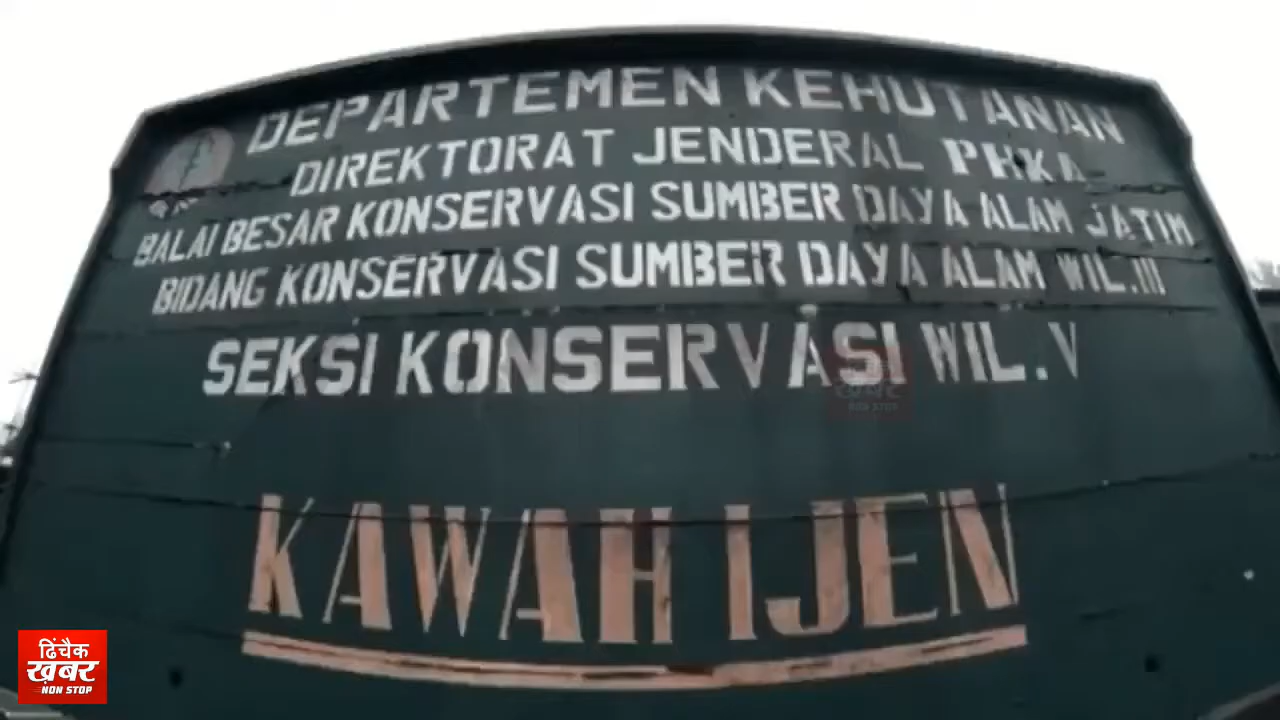 DEPARTEMEN KEHUTANAN
DIREKTORAT JENDERAL PHKA
BALAI BESAR KONSERVASI SUMBER DAYA ALAM JATIM
BIDANG KONSERVASI SUMBER DAYA ALAM WIL.III
SEKSI KONSERVASI WIL.V
KAWAH IJEN
ढिंचैक
ख़बर
NON STOP